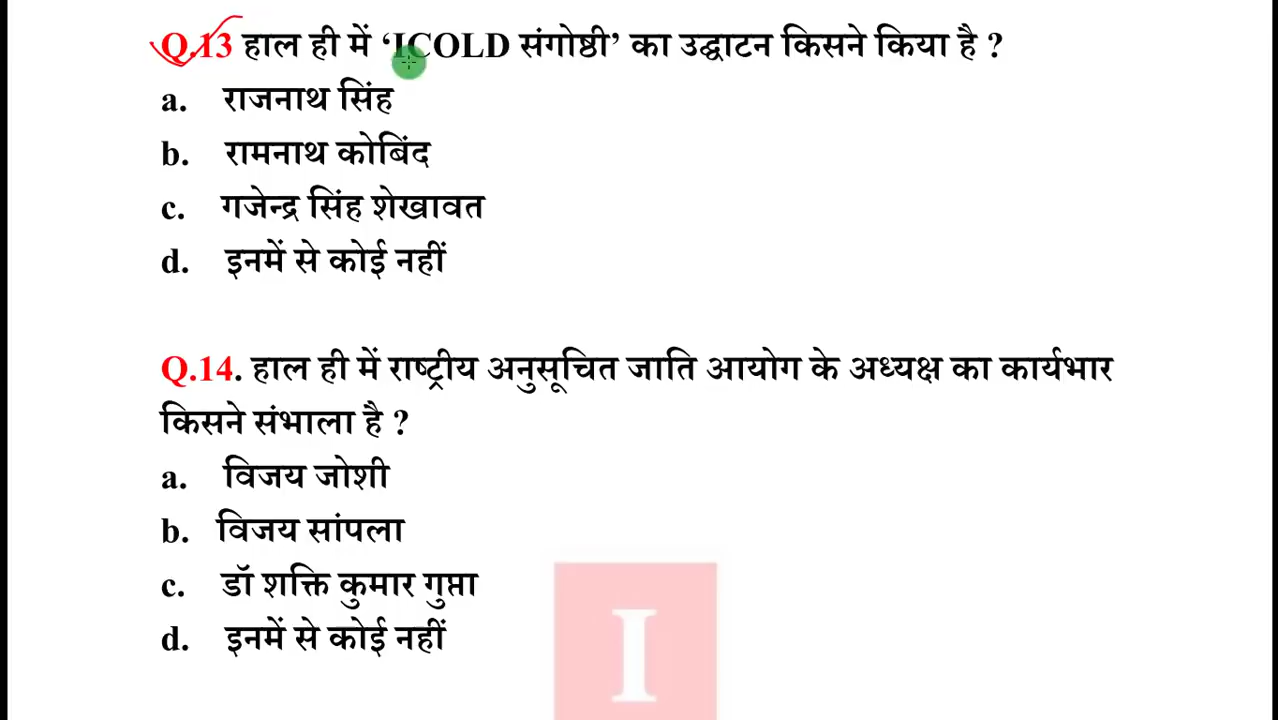 Q.13 हाल ही में ‘ICOLD संगोष्ठी’ का उद्घाटन किसने किया है ?
a. राजनाथ सिंह
b. रामनाथ कोबिंद
c. गजेन्द्र सिंह शेखावत
d. इनमें से कोई नहीं
Q.14. हाल ही में राष्ट्रीय अनुसूचित जाति आयोग के अध्यक्ष का कार्यभार
किसने संभाला है ?
a. विजय जोशी
b. विजय सांपला
c. डॉ शक्ति कुमार गुप्ता
d. इनमें से कोई नहीं
I